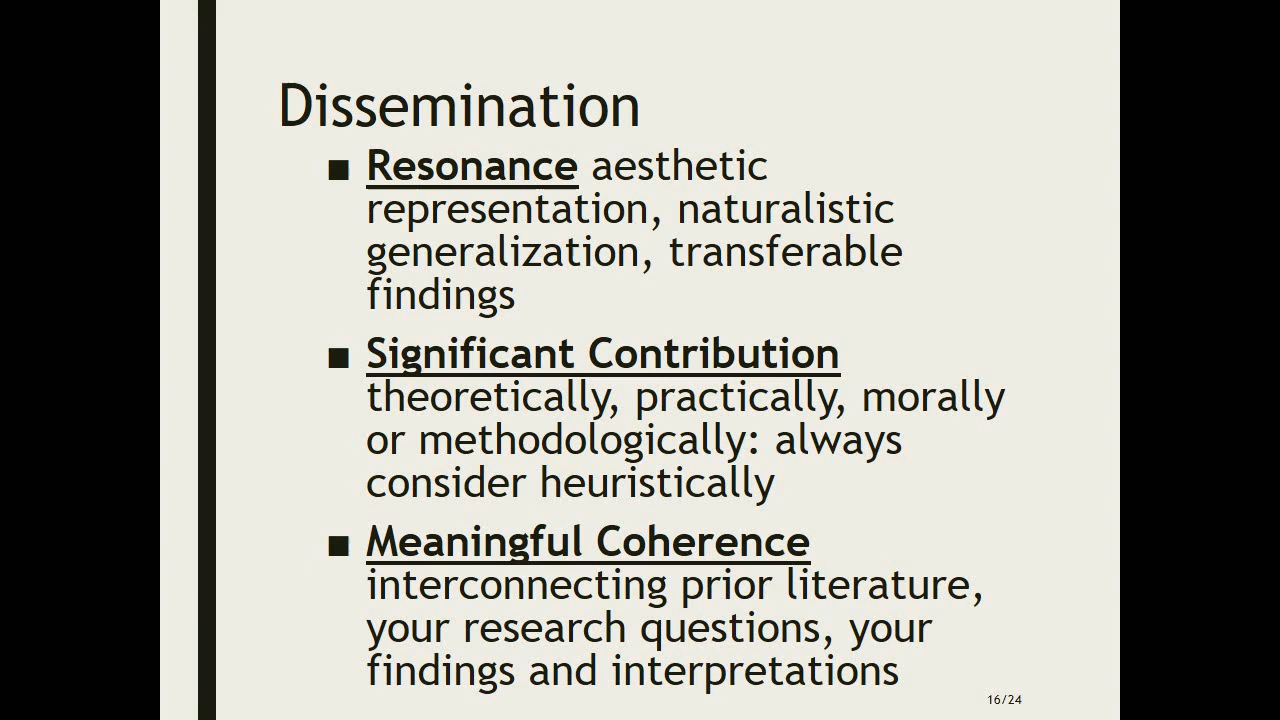 Dissemination
■ Resonance aesthetic
representation, naturalistic
generalization, transferable
findings
■ Significant Contribution
theoretically, practically, morally
or methodologically: always
consider heuristically
■ Meaningful Coherence
interconnecting prior literature,
your research questions, your
findings and interpretations
16/24